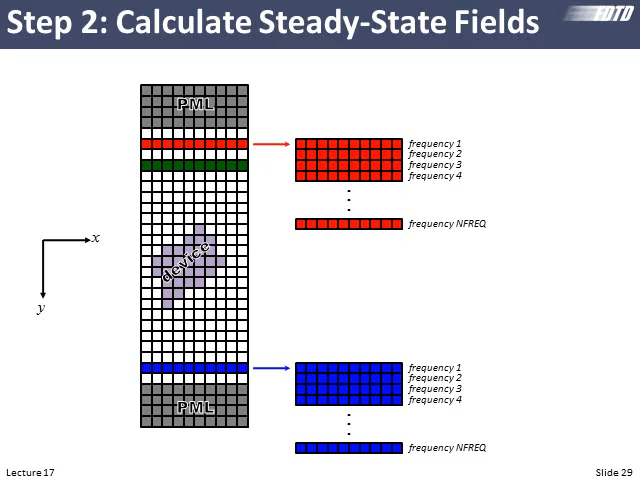 Step 2: Calculate Steady-State Fields
FDTD
PML
frequency 1
frequency 2
frequency 3
frequency 4
frequency NFREQ
x
device
y
frequency 1
frequency 2
frequency 3
frequency 4
PML
frequency NFREQ
Lecture 17
Slide 29